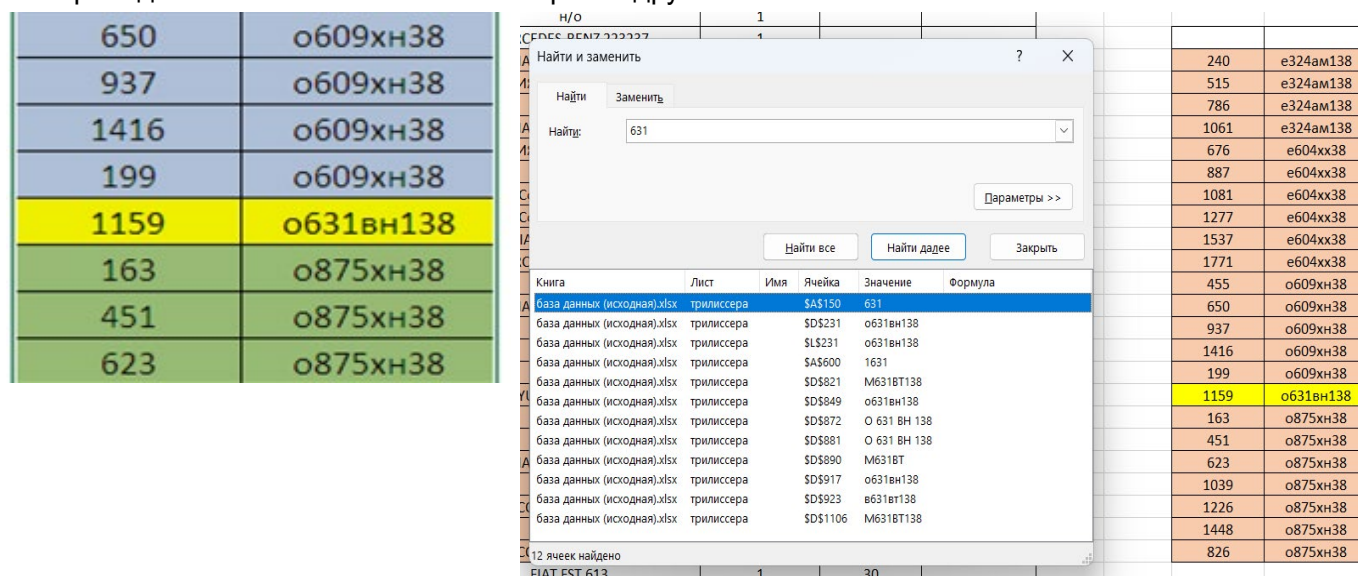 650 о609хн38
937 о609хн38
1416 о609хн38
199 о609хн38
1159 о631вн138
163 о875хн38
451 о875хн38
623 о875хн38
н/о 1
Найти и заменить ? X
Найти Заменить
Найти: 631
Параметры >>
Найти все Найти далее Закрыть
Книга Лист Имя Ячейка Значение Формула
база данных (исходная).xlsx трилиссера $A$150 631
база данных (исходная).xlsx трилиссера $D$231 о631вн138
база данных (исходная).xlsx трилиссера $L$231 о631вн138
база данных (исходная).xlsx трилиссера $A$600 1631
база данных (исходная).xlsx трилиссера $D$821 М631ВТ138
база данных (исходная).xlsx трилиссера $D$849 о631вн138
база данных (исходная).xlsx трилиссера $D$872 О 631 ВН 138
база данных (исходная).xlsx трилиссера $D$881 О 631 ВН 138
база данных (исходная).xlsx трилиссера $D$890 М631ВТ
база данных (исходная).xlsx трилиссера $D$917 о631вн138
база данных (исходная).xlsx трилиссера $D$923 в631вт138
база данных (исходная).xlsx трилиссера $D$1106 М631ВТ138
12 ячеек найдено
FIAT FST 613 1 30
240 е324ам138
515 е324ам138
786 е324ам138
1061 е324ам138
676 е604хх38
887 е604хх38
1081 е604хх38
1277 е604хх38
1537 е604хх38
1771 е604хх38
455 о609хн38
650 о609хн38
937 о609хн38
1416 о609хн38
199 о609хн38
1159 о631вн138
163 о875хн38
451 о875хн38
623 о875хн38
1039 о875хн38
1226 о875хн38
1448 о875хн38
826 о875хн38